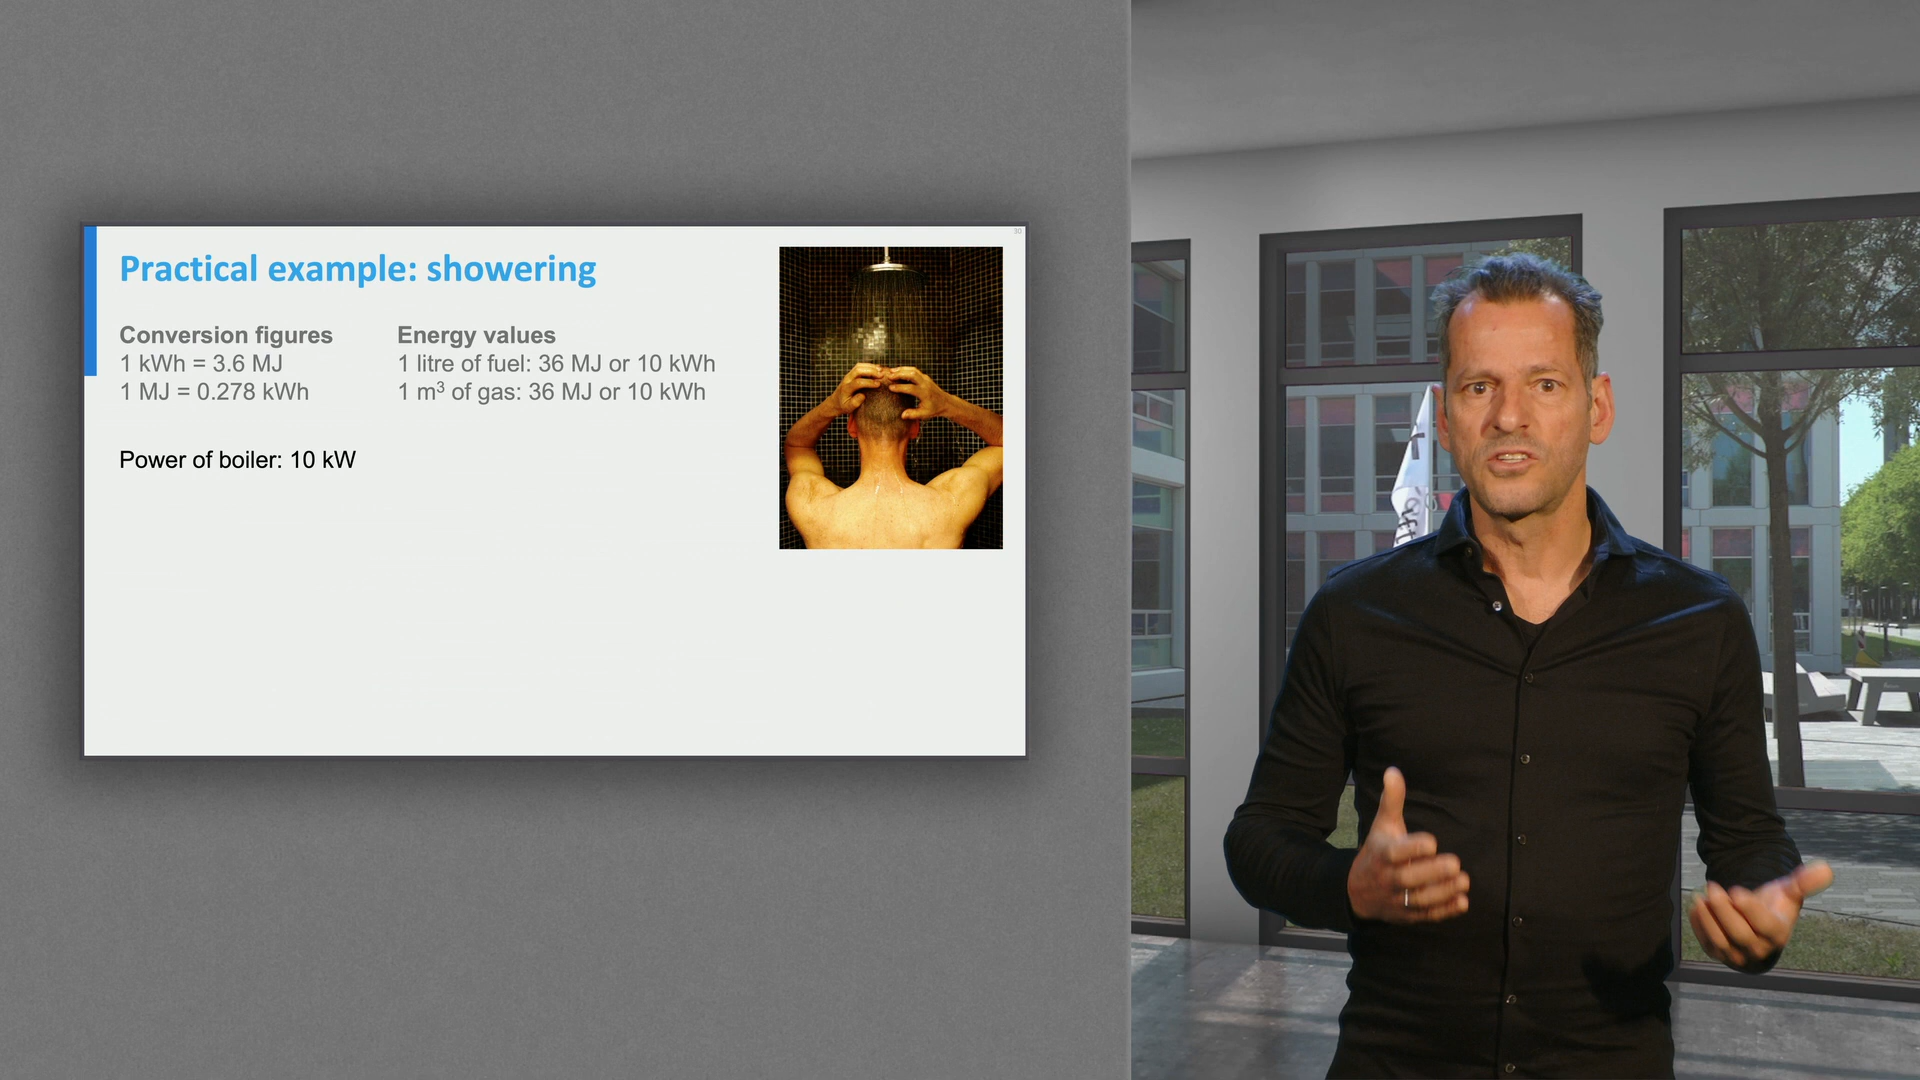 30
Practical example: showering
Conversion figures
1 kWh = 3.6 MJ
1 MJ = 0.278 kWh
Energy values
1 litre of fuel: 36 MJ or 10 kWh
1 m³ of gas: 36 MJ or 10 kWh
Power of boiler: 10 kW